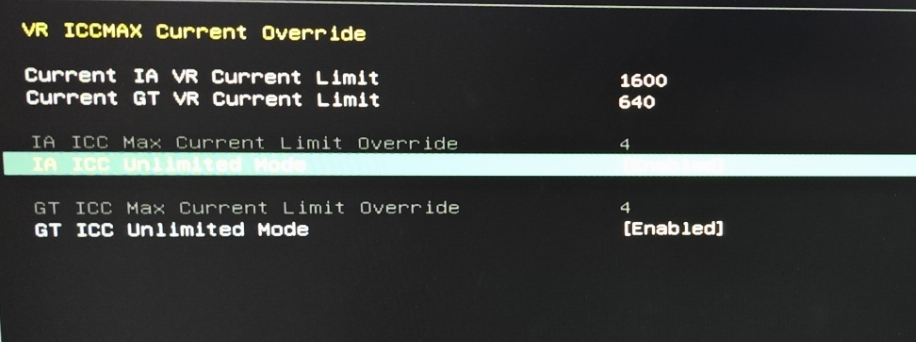 VR ICCMAX Current Override
Current IA VR Current Limit 1600
Current GT VR Current Limit 640
IA ICC Max Current Limit Override 4
IA ICC Unlimited Mode [Enabled]
GT ICC Max Current Limit Override 4
GT ICC Unlimited Mode [Enabled]